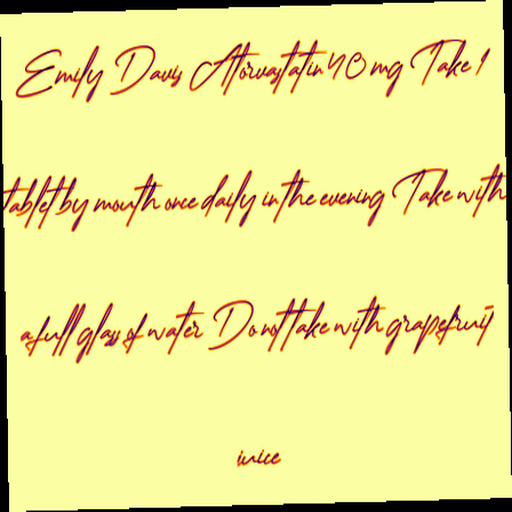 Emily Davis Atorvastatin 40 mg Take 1
tablet by mouth once daily in the evening Take with
a full glass of water Do not take with grapefruit
juice